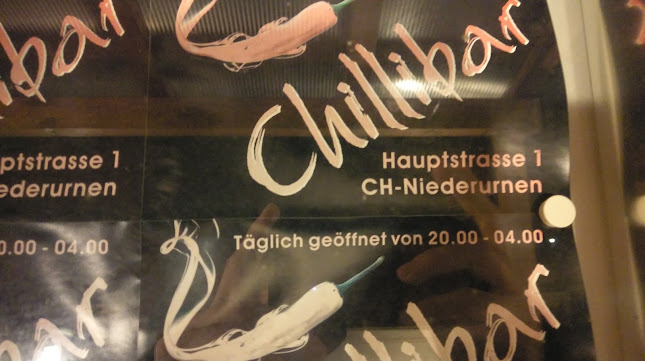 Chillibar
Hauptstrasse 1
CH-Niederurnen
Täglich geöffnet von 20.00 - 04.00